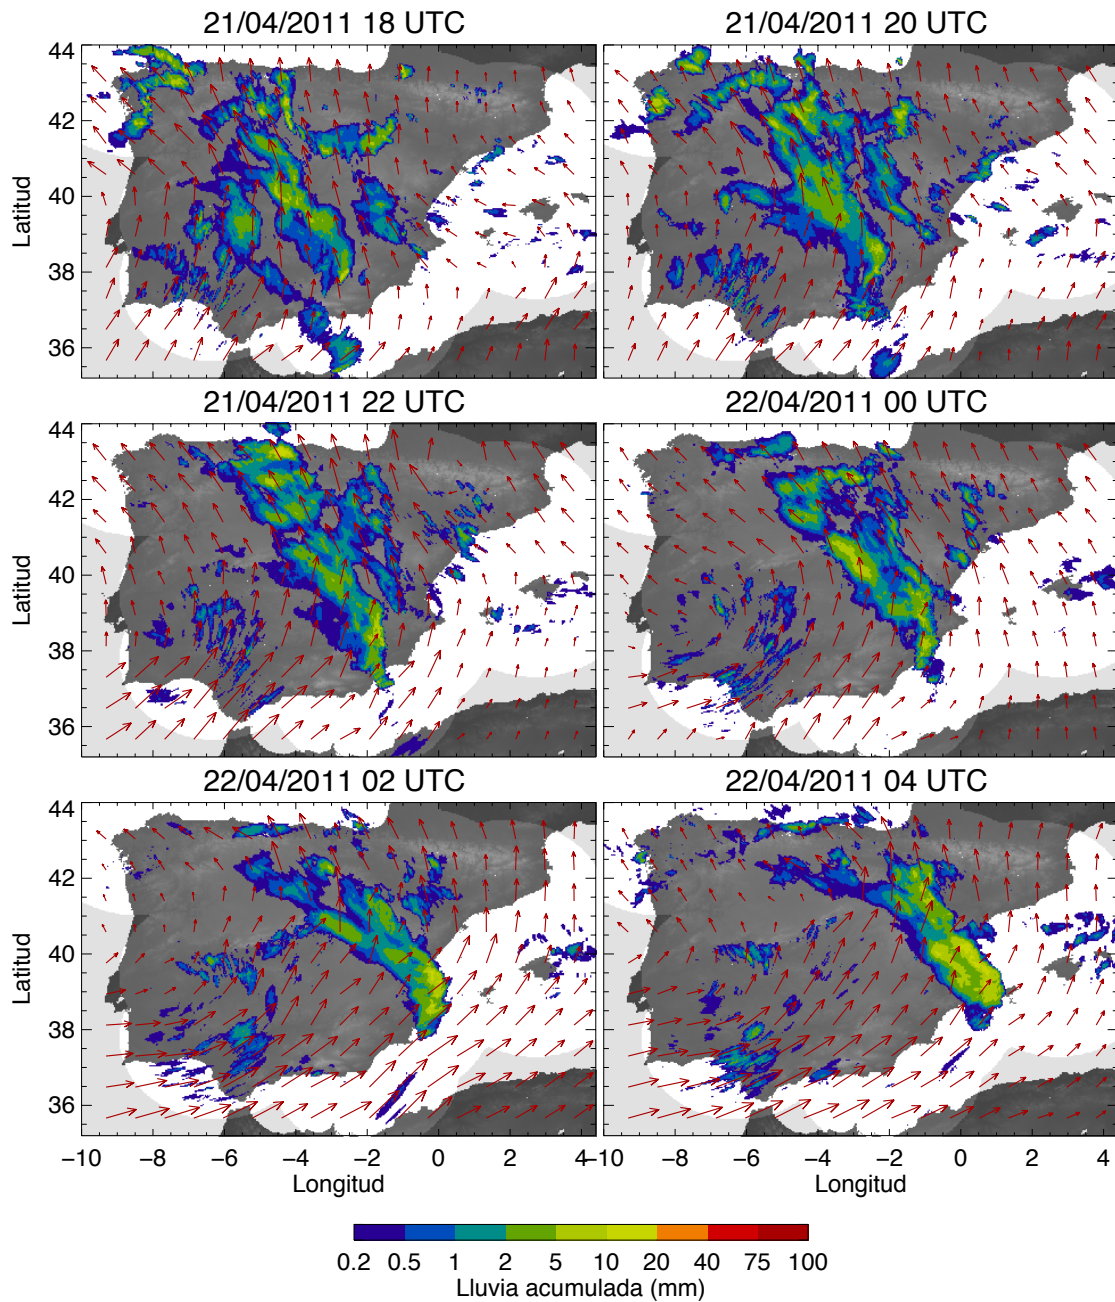 21/04/2011 18 UTC
21/04/2011 20 UTC
44
42
40
38
36
Latitud
21/04/2011 22 UTC
22/04/2011 00 UTC
44
42
40
38
36
Latitud
22/04/2011 02 UTC
22/04/2011 04 UTC
44
42
40
38
36
Latitud
−10 −8 −6 −4 −2 0 2 4
−10 −8 −6 −4 −2 0 2 4
Longitud
Longitud
0.2 0.5 1 2 5 10 20 40 75 100
Lluvia acumulada (mm)